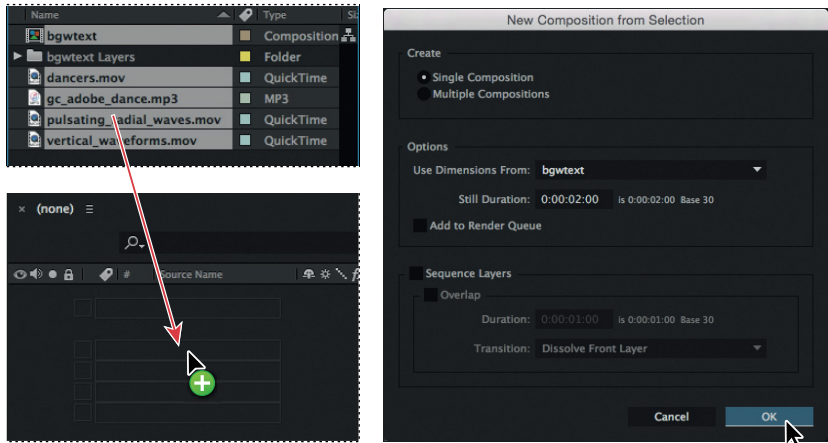 Name Type Si
bgwtext Composition
bgwtext Layers Folder
dancers.mov QuickTime
gc_adobe_dance.mp3 MP3
pulsating_radial_waves.mov QuickTime
vertical_waveforms.mov QuickTime
× (none)
# Source Name
New Composition from Selection
Create
Single Composition
Multiple Compositions
Options
Use Dimensions From: bgwtext
Still Duration: 0:00:02:00 is 0:00:02:00 Base 30
Add to Render Queue
Sequence Layers
Overlap
Duration: 0:00:01:00 is 0:00:01:00 Base 30
Transition: Dissolve Front Layer
Cancel OK